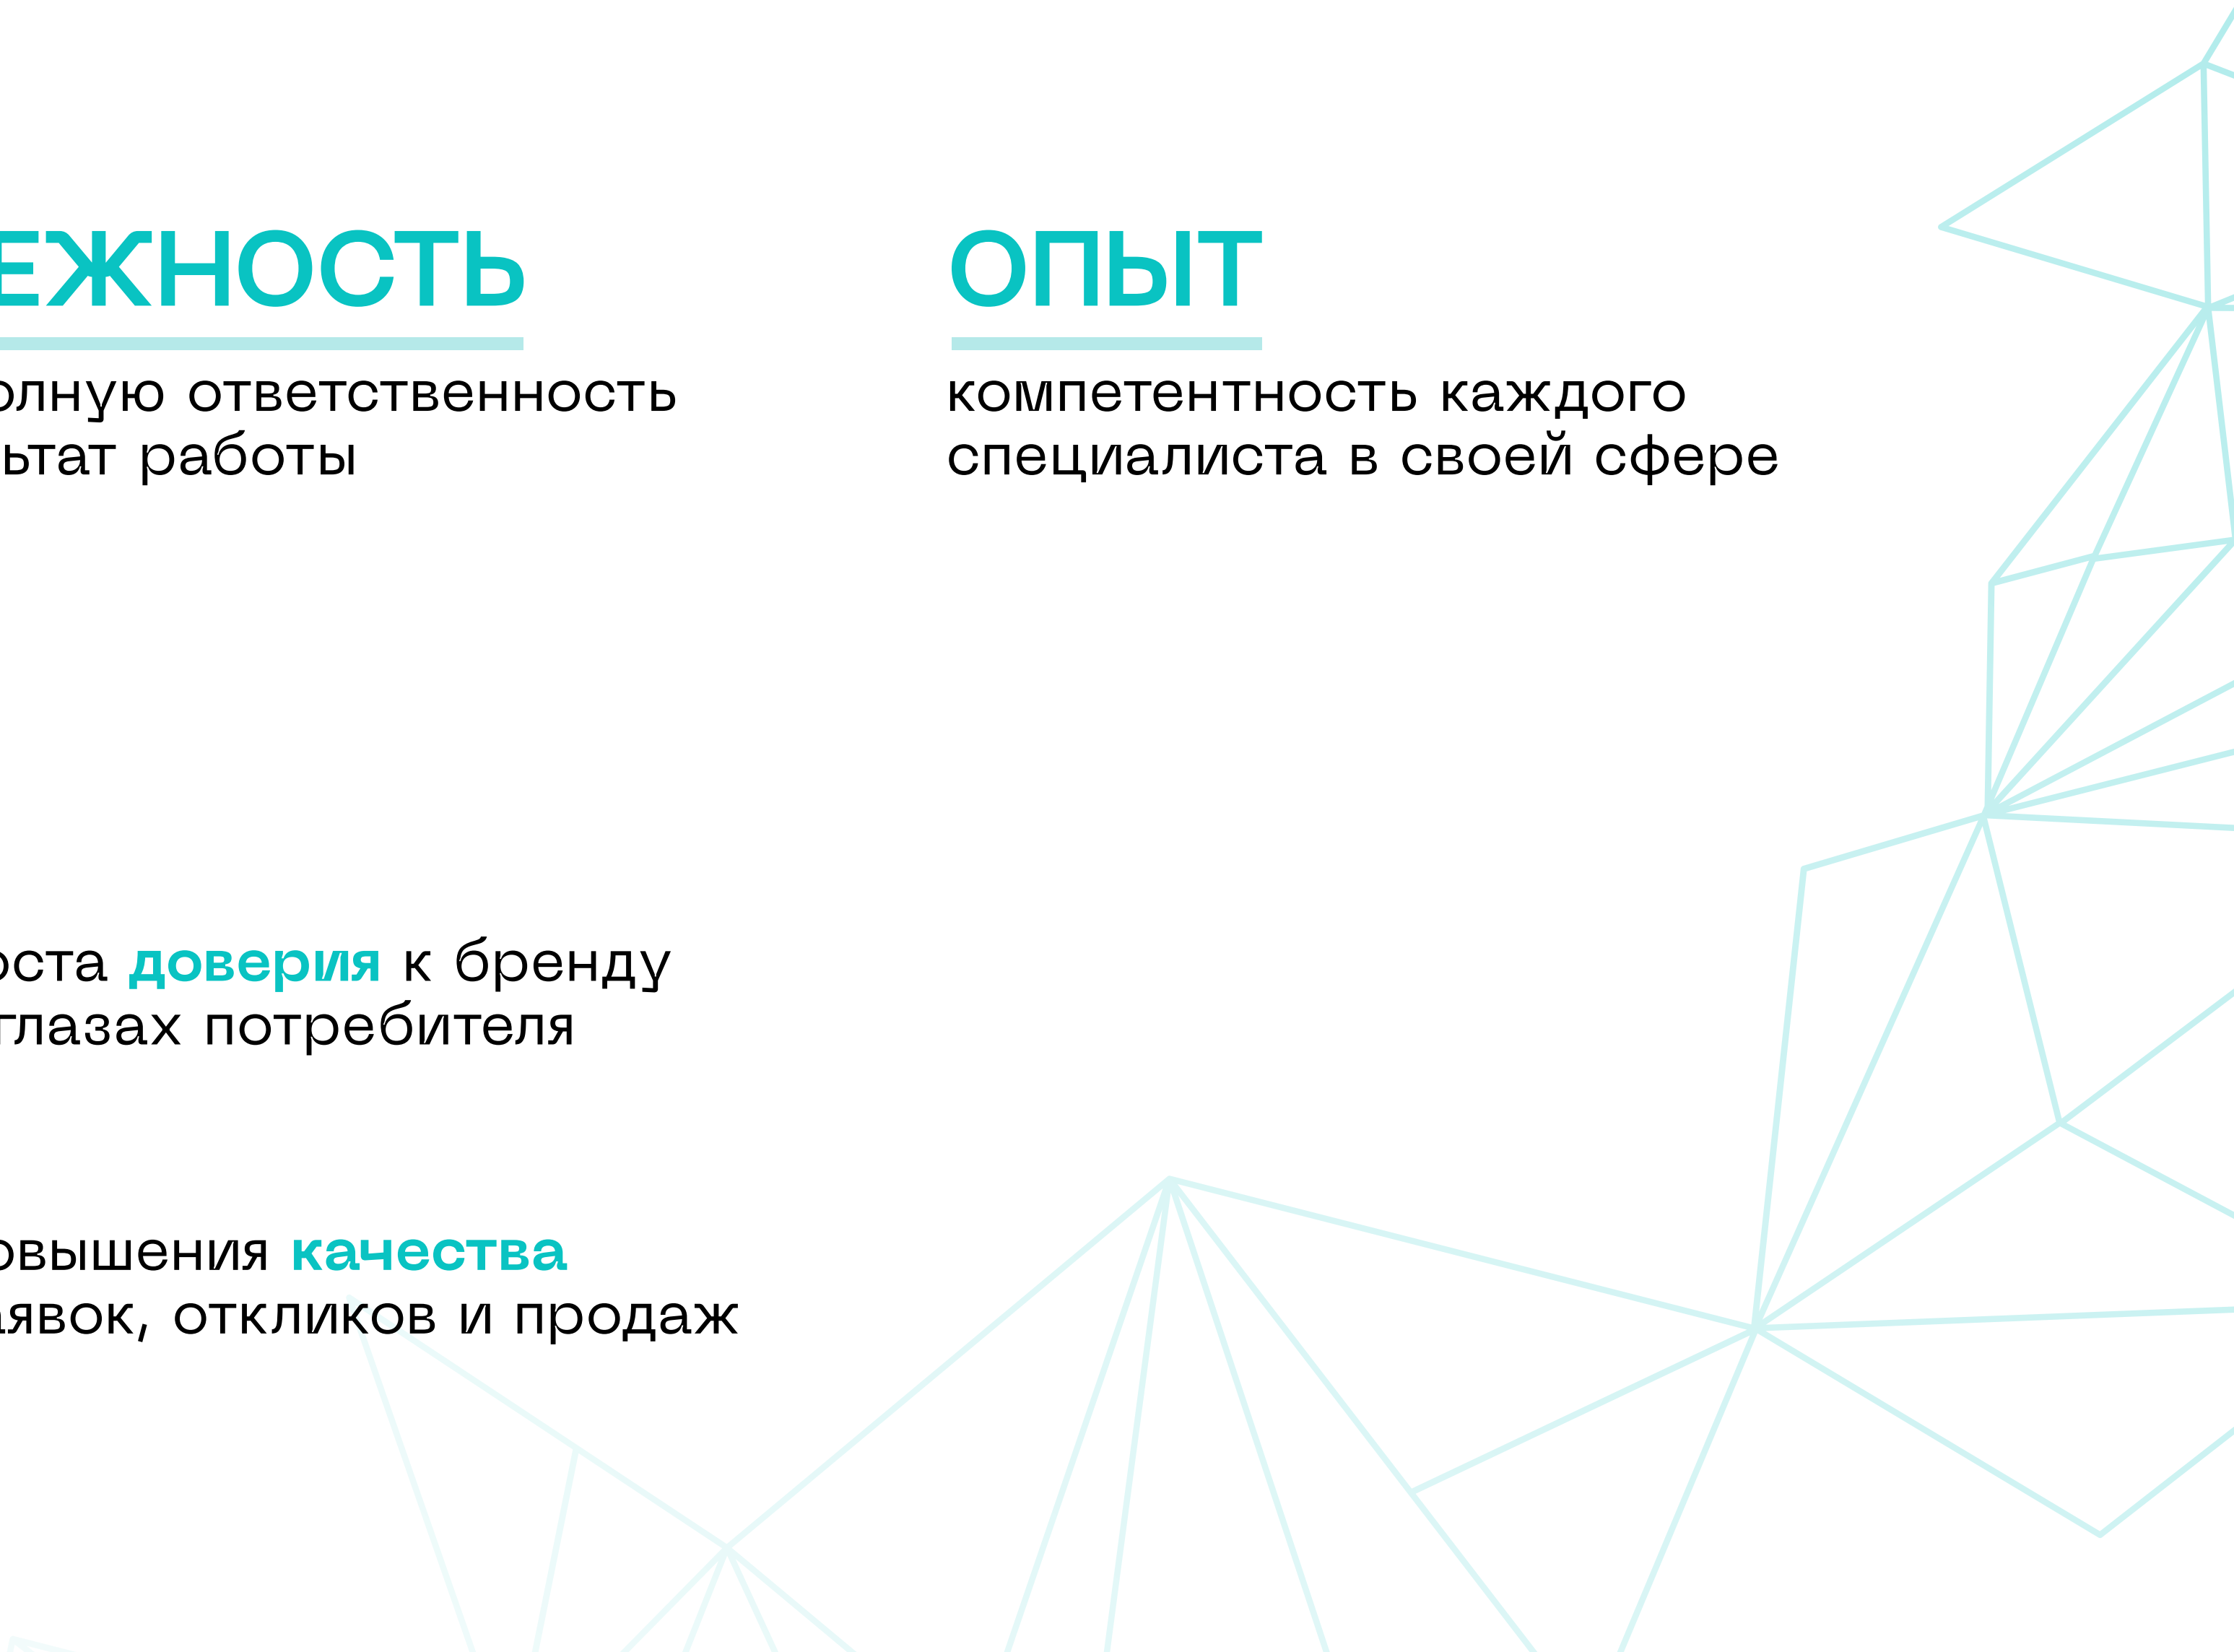 ЕЖНОСТЬ
олную ответственность
ьтат работы
ОПЫТ
компетентность каждого
специалиста в своей сфере
оста доверия к бренду
глазах потребителя
овышения качества
явок, откликов и продаж